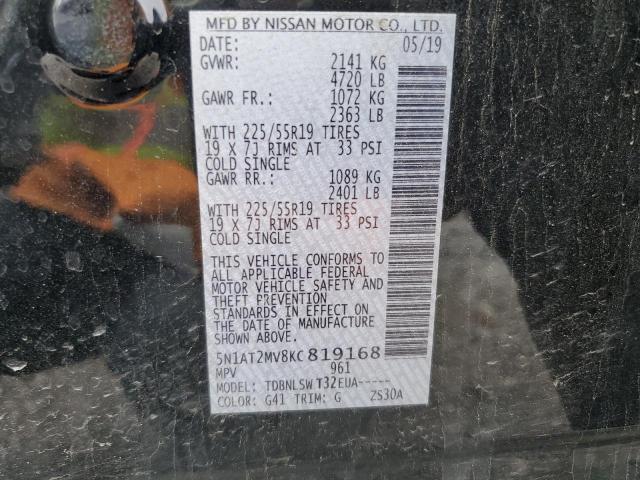 MFD BY NISSAN MOTOR CO., LTD.
DATE: 05/19
GVWR: 2141 KG
4720 LB
GAWR FR.: 1072 KG
2363 LB
WITH 225/55R19 TIRES
19 X 7J RIMS AT 33 PSI
COLD SINGLE
GAWR RR.: 1089 KG
2401 LB
WITH 225/55R19 TIRES
19 X 7J RIMS AT 33 PSI
COLD SINGLE
THIS VEHICLE CONFORMS TO
ALL APPLICABLE FEDERAL
MOTOR VEHICLE SAFETY AND
THEFT PREVENTION
STANDARDS IN EFFECT ON
THE DATE OF MANUFACTURE
SHOWN ABOVE.
5N1AT2MV8KC819168
MPV 961
MODEL: TDBNLSWT32EUA-----
COLOR: G41 TRIM: G ZS30A